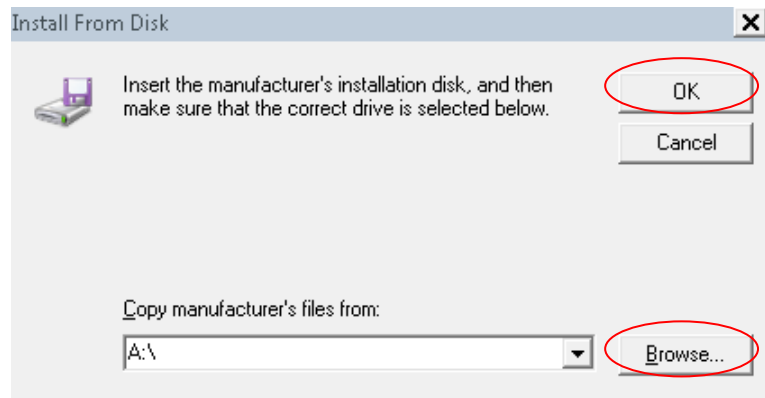 Install From Disk
Insert the manufacturer's installation disk, and then
make sure that the correct drive is selected below.
OK
Cancel
Copy manufacturer's files from:
A:\
Browse...